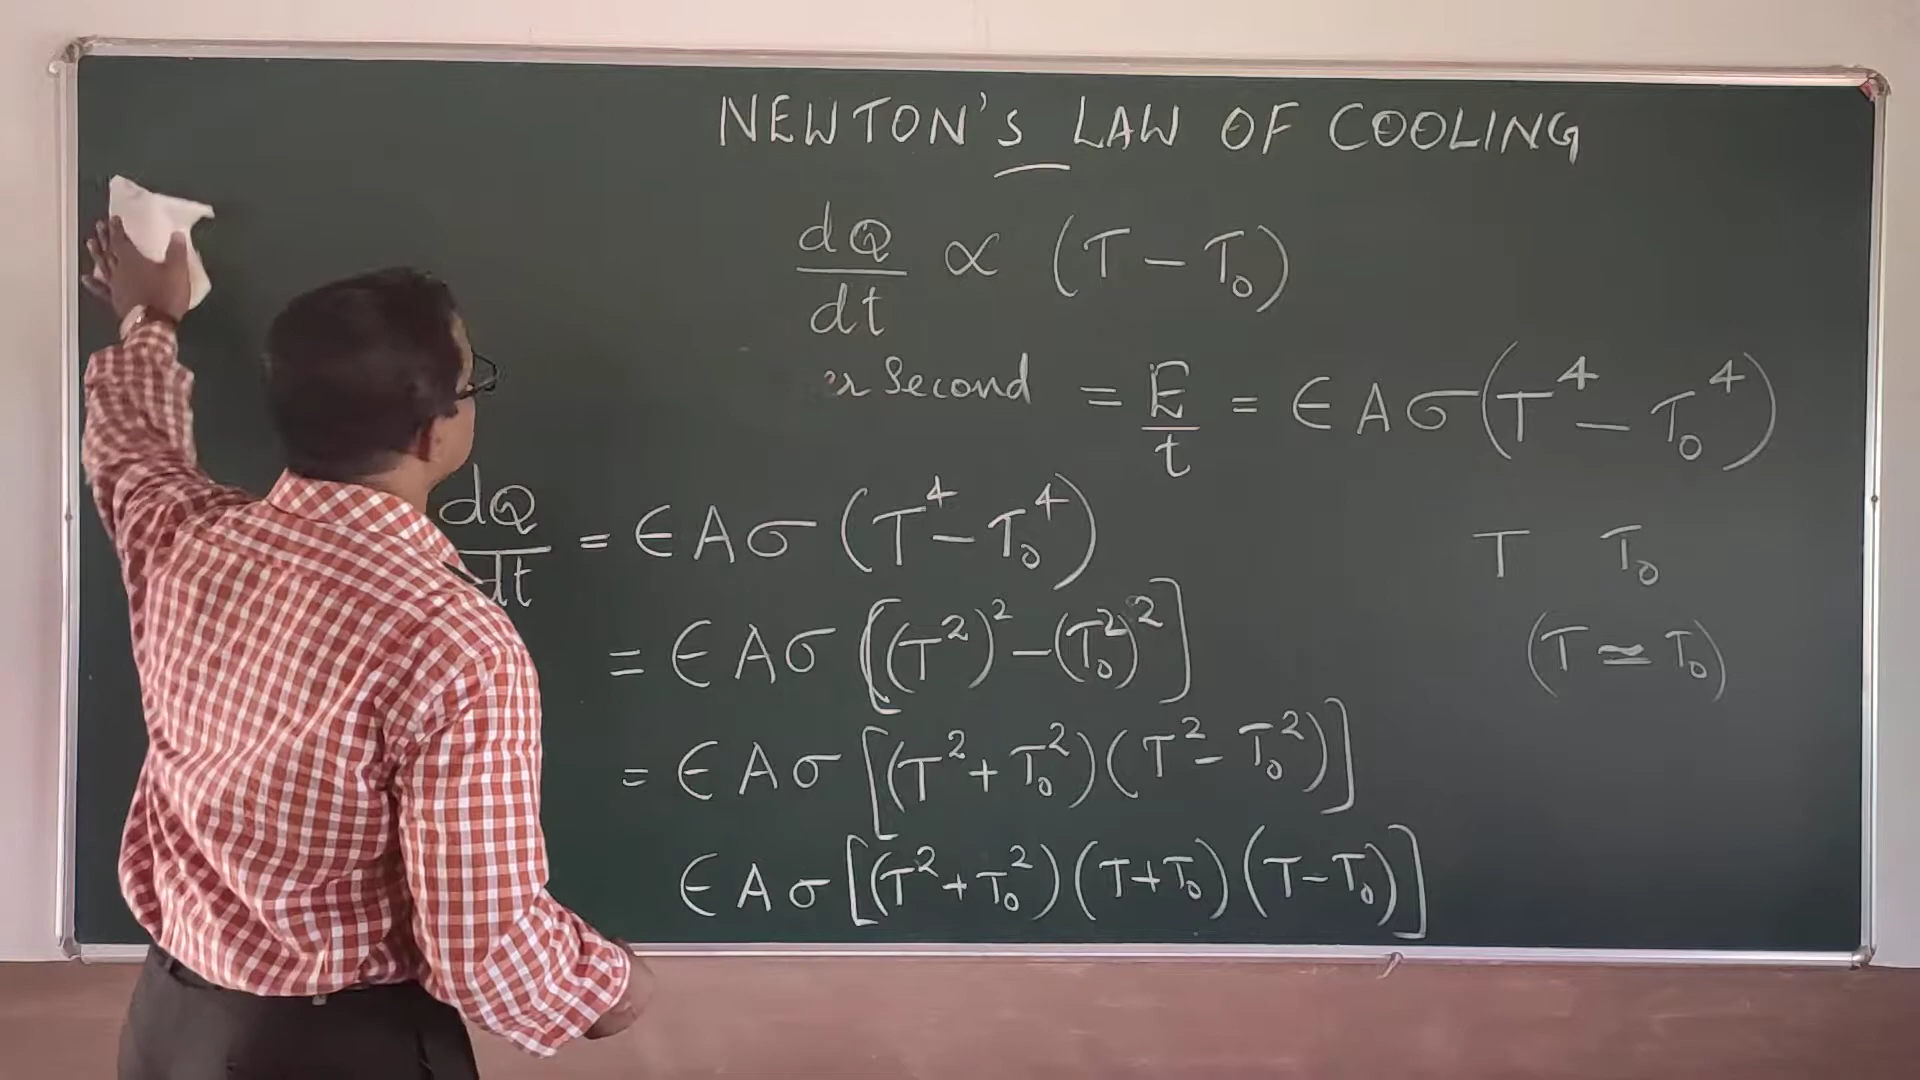 NEWTON'S LAW OF COOLING
dQ/dt ∝ (T - T₀)
Second = E/t = ∈Aσ(T⁴ - T₀⁴)
dQ/dt = ∈Aσ(T⁴ - T₀⁴)
T T₀
= ∈Aσ[(T²)² - (T₀²)²]
(T ≃ T₀)
= ∈Aσ[(T² + T₀²)(T² - T₀²)]
∈Aσ[(T² + T₀²)(T + T₀)(T - T₀)]